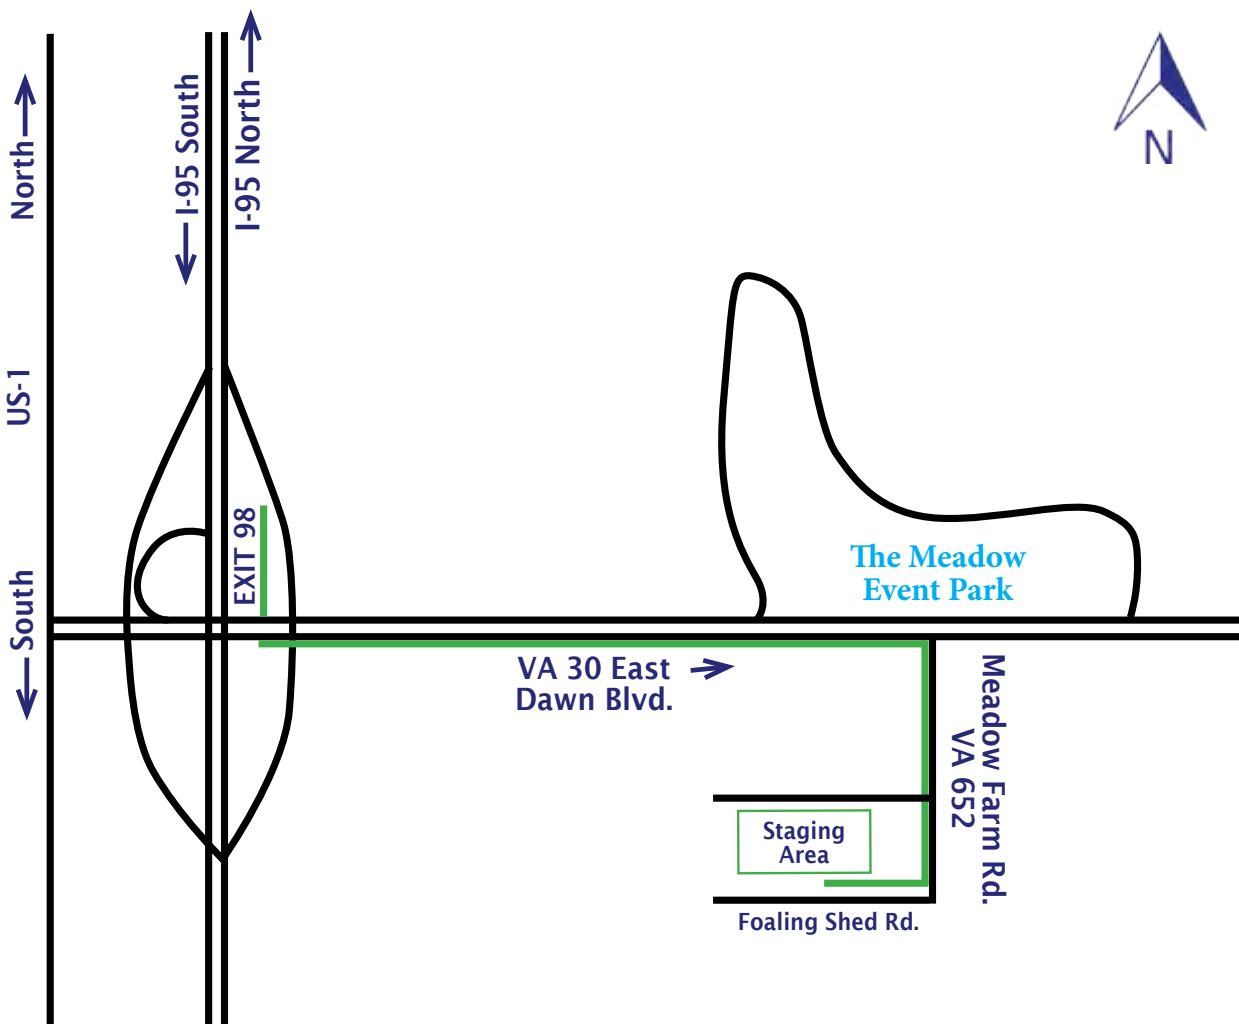 North
US-1
South
I-95 South
I-95 North
EXIT 98
N
The Meadow
Event Park
VA 30 East
Dawn Blvd.
Meadow Farm Rd.
VA 652
Staging
Area
Foaling Shed Rd.